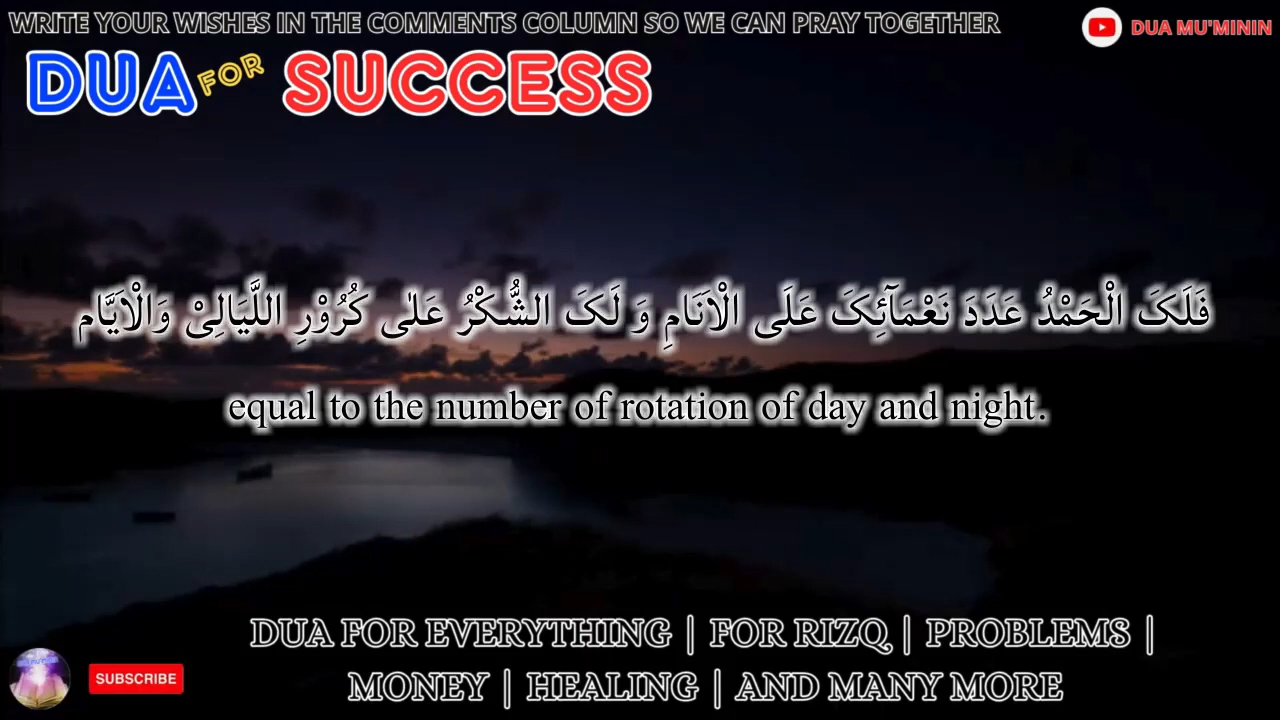 WRITE YOUR WISHES IN THE COMMENTS COLUMN SO WE CAN PRAY TOGETHER
DUA MU'MININ
DUA FOR SUCCESS
فَلَکَ الْحَمْدُ عَدَدَ نَعْمَآئِکَ عَلَی الْاَنَامِ وَ لَکَ الشُّکْرُ عَلٰی کُرُوْرِ اللَّیَالِیْ وَالْاَیَّام
equal to the number of rotation of day and night.
DUA FOR EVERYTHING | FOR RIZQ | PROBLEMS |
MONEY | HEALING | AND MANY MORE
SUBSCRIBE